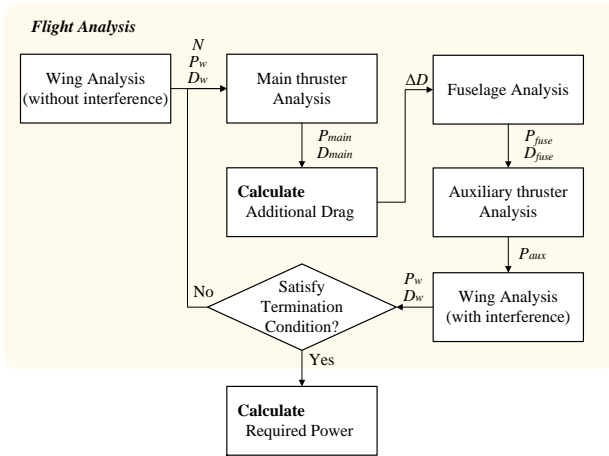 Flight Analysis
Wing Analysis
(without interference)
N
Pw
Dw
Main thruster
Analysis
Pmain
Dmain
Calculate
Additional Drag
ΔD
Fuselage Analysis
Pfuse
Dfuse
Auxiliary thruster
Analysis
Paux
Wing Analysis
(with interference)
Pw
Dw
Satisfy
Termination
Condition?
No
Yes
Calculate
Required Power